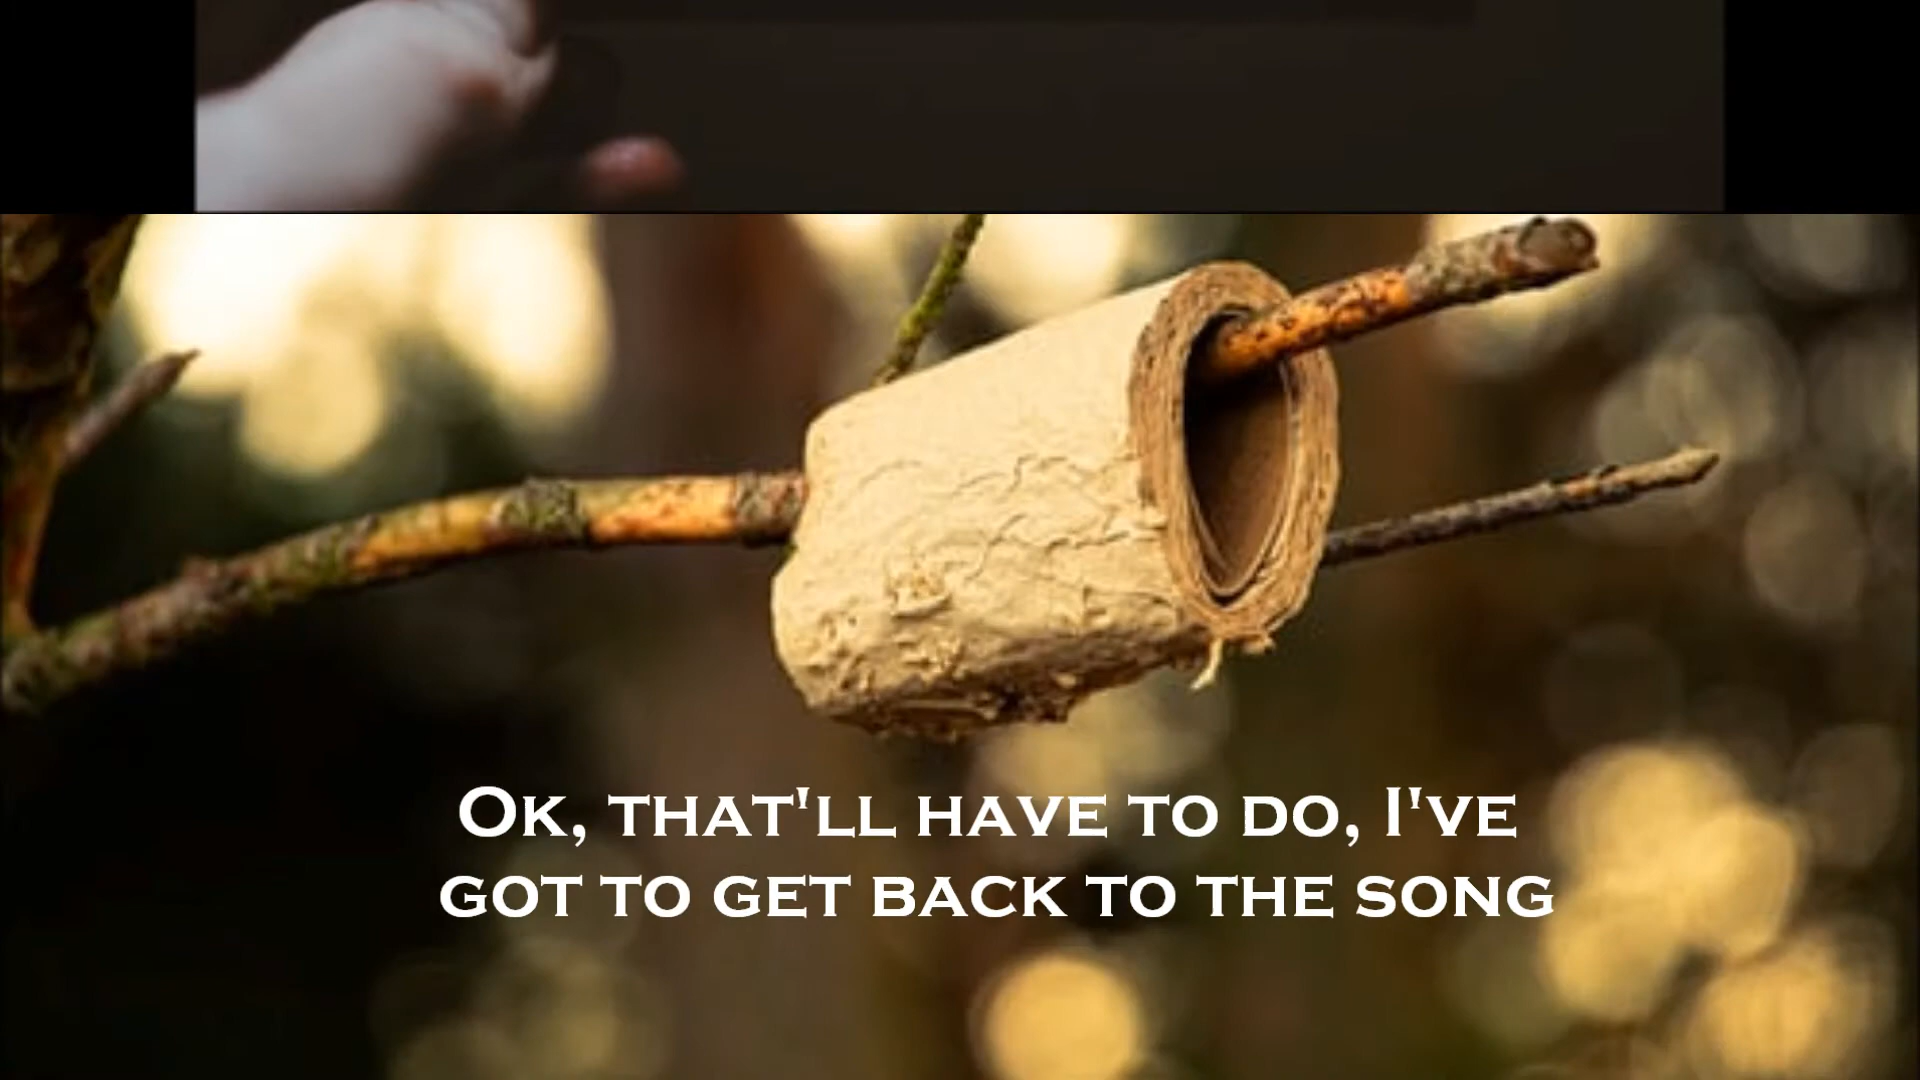 Ok, that'll have to do, I've
got to get back to the song